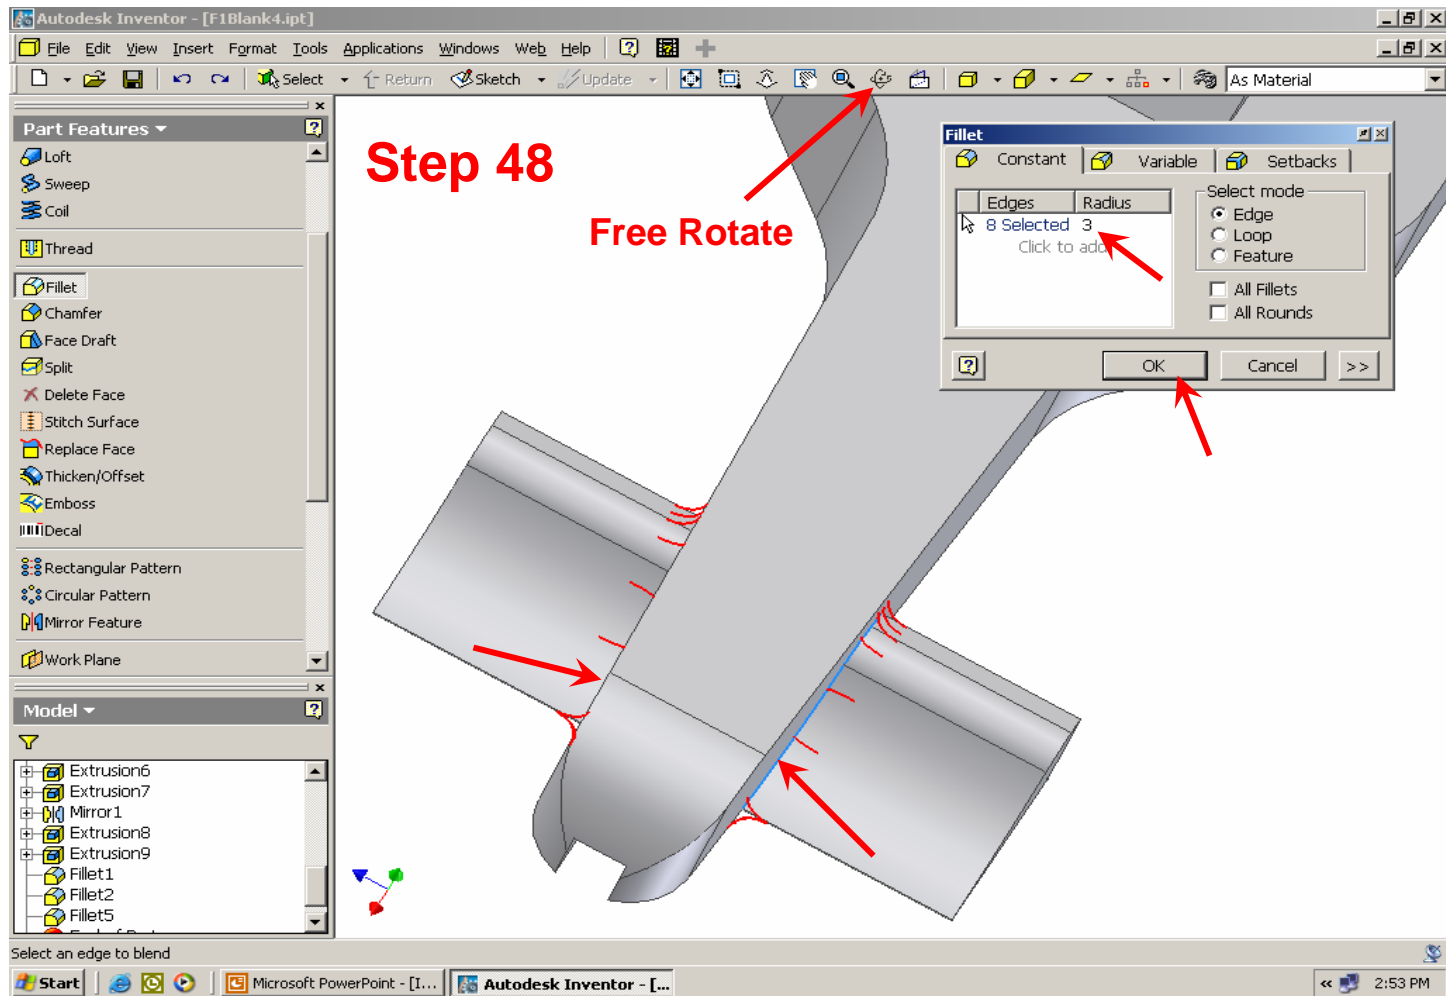 Autodesk Inventor - [F1Blank4.ipt]
File Edit View Insert Format Tools Applications Windows Web Help
Select Return Sketch Update As Material
Part Features
Loft
Sweep
Coil
Thread
Fillet
Chamfer
Face Draft
Split
Delete Face
Stitch Surface
Replace Face
Thicken/Offset
Emboss
Decal
Rectangular Pattern
Circular Pattern
Mirror Feature
Work Plane
Model
Extrusion6
Extrusion7
Mirror1
Extrusion8
Extrusion9
Fillet1
Fillet2
Fillet5
Step 48
Free Rotate
Fillet
Constant Variable Setbacks
Edges Radius
8 Selected 3
Click to add
Select mode
Edge
Loop
Feature
All Fillets
All Rounds
OK Cancel >>
Select an edge to blend
Start Microsoft PowerPoint - [I... Autodesk Inventor - [... « 2:53 PM